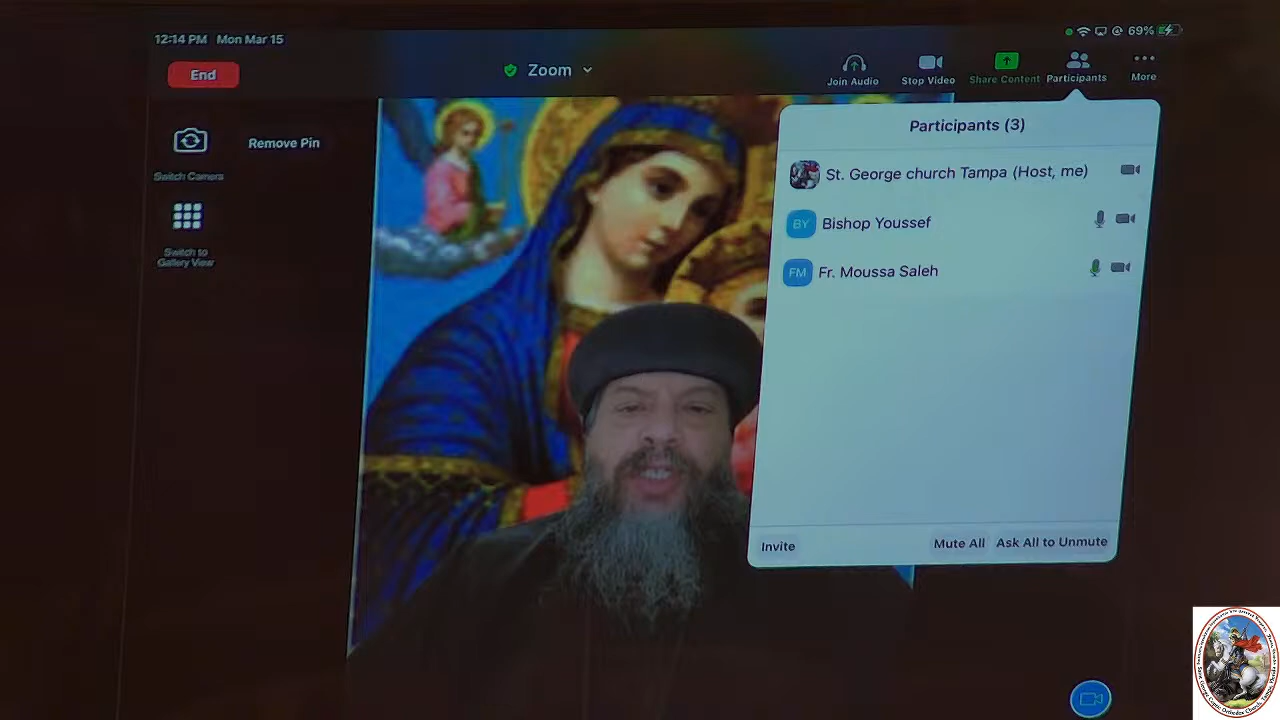 12:14 PM Mon Mar 15
69%
End
Zoom
Join Audio
Stop Video
Share Content
Participants
More
Switch Camera
Remove Pin
Switch to
Gallery View
Participants (3)
St. George church Tampa (Host, me)
BY
Bishop Youssef
FM
Fr. Moussa Saleh
Invite
Mute All
Ask All to Unmute